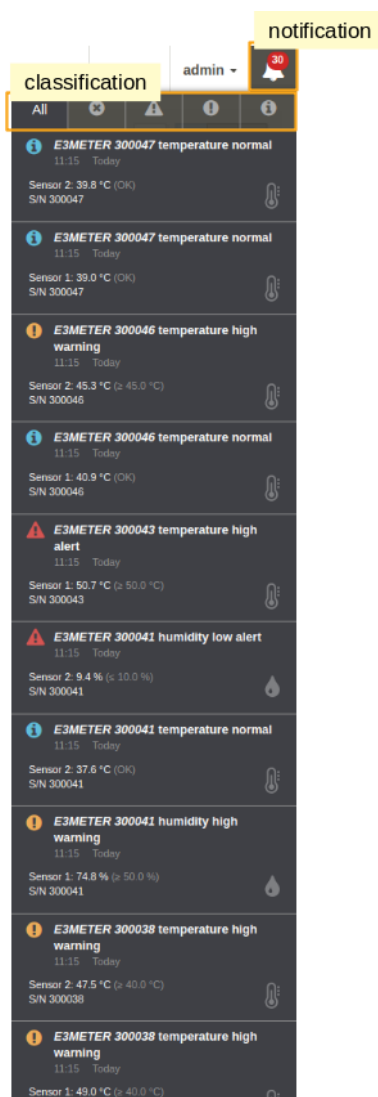 notification
30
admin
classification
All
E3METER 300047 temperature normal
11:15 Today
Sensor 2: 39.8 °C (OK)
S/N 300047
E3METER 300047 temperature normal
11:15 Today
Sensor 1: 39.0 °C (OK)
S/N 300047
E3METER 300046 temperature high
warning
11:15 Today
Sensor 2: 45.3 °C (≥ 45.0 °C)
S/N 300046
E3METER 300046 temperature normal
11:15 Today
Sensor 1: 40.9 °C (OK)
S/N 300046
E3METER 300043 temperature high
alert
11:15 Today
Sensor 1: 50.7 °C (≥ 50.0 °C)
S/N 300043
E3METER 300041 humidity low alert
11:15 Today
Sensor 2: 9.4 % (≤ 10.0 %)
S/N 300041
E3METER 300041 temperature normal
11:15 Today
Sensor 2: 37.6 °C (OK)
S/N 300041
E3METER 300041 humidity high
warning
11:15 Today
Sensor 1: 74.8 % (≥ 50.0 %)
S/N 300041
E3METER 300038 temperature high
warning
11:15 Today
Sensor 2: 47.5 °C (≥ 40.0 °C)
S/N 300038
E3METER 300038 temperature high
warning
11:15 Today
Sensor 1: 49.0 °C (≥ 40.0 °C)